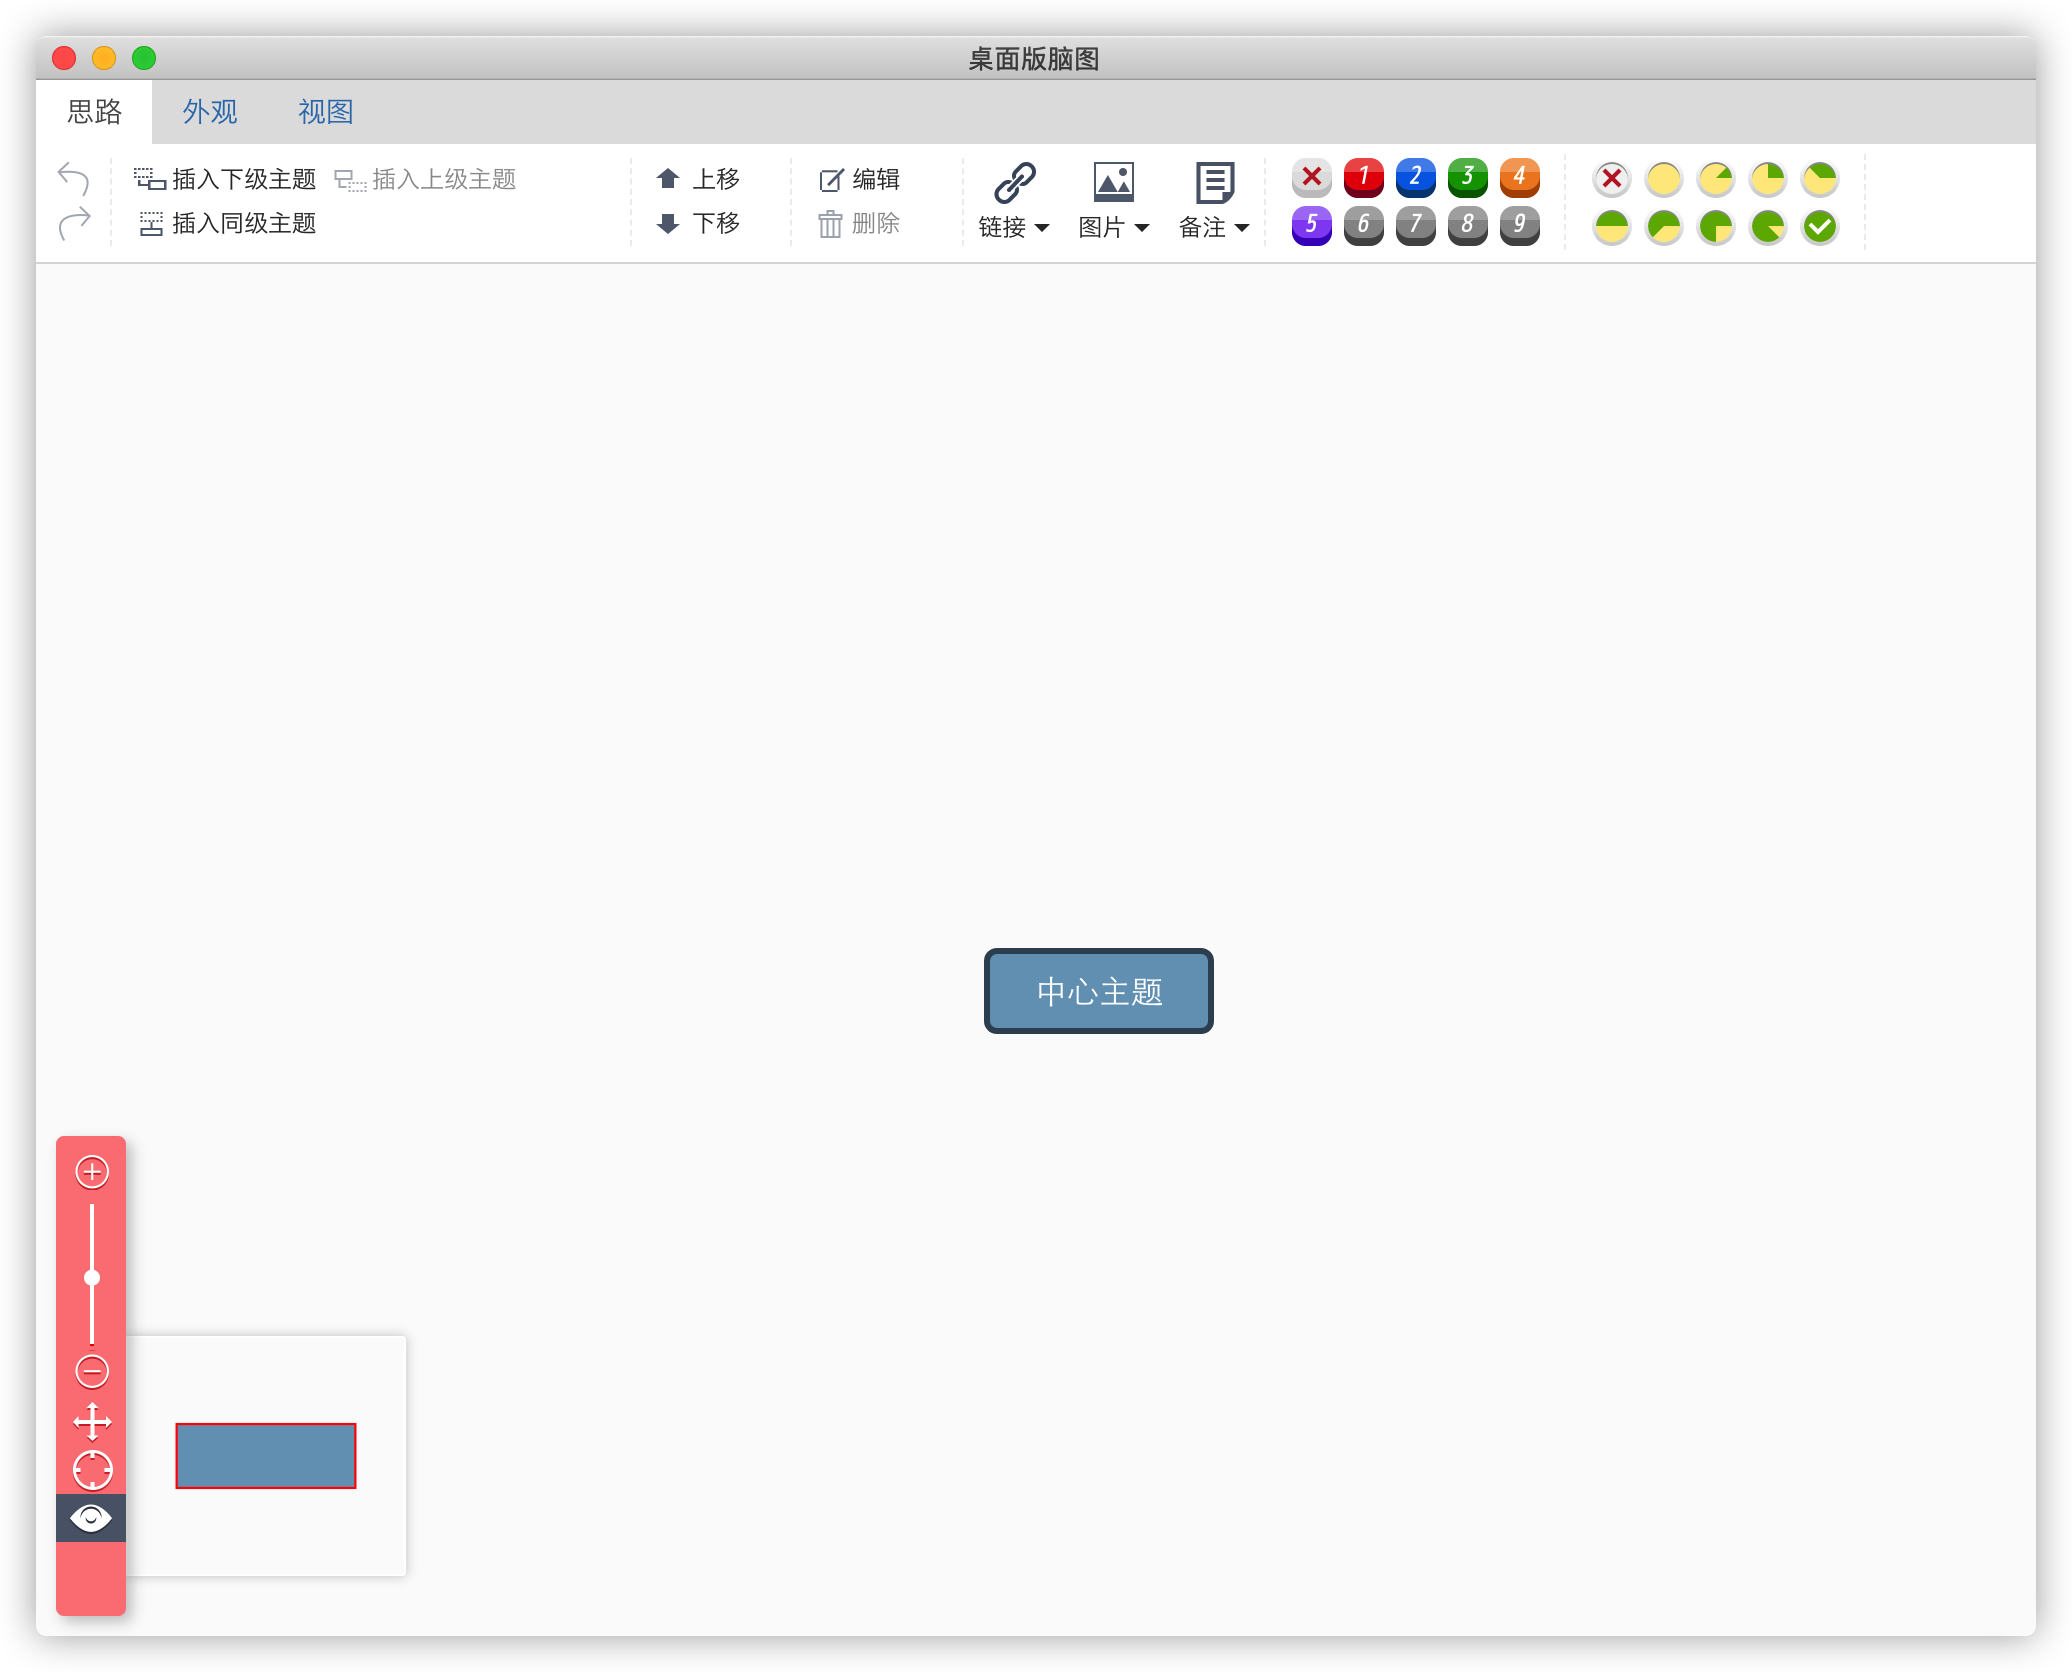 桌面版脑图
思路 外观 视图
插入下级主题 插入上级主题
插入同级主题
上移
下移
编辑
删除
链接 图片 备注
1 2 3 4
5 6 7 8 9
中心主题